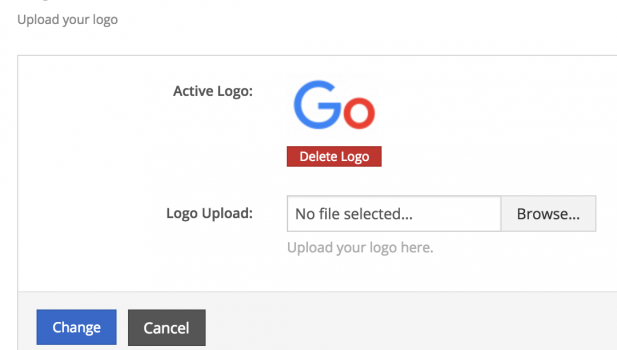 Upload your logo
Active Logo:
Go
Delete Logo
Logo Upload:
No file selected... Browse...
Upload your logo here.
Change Cancel